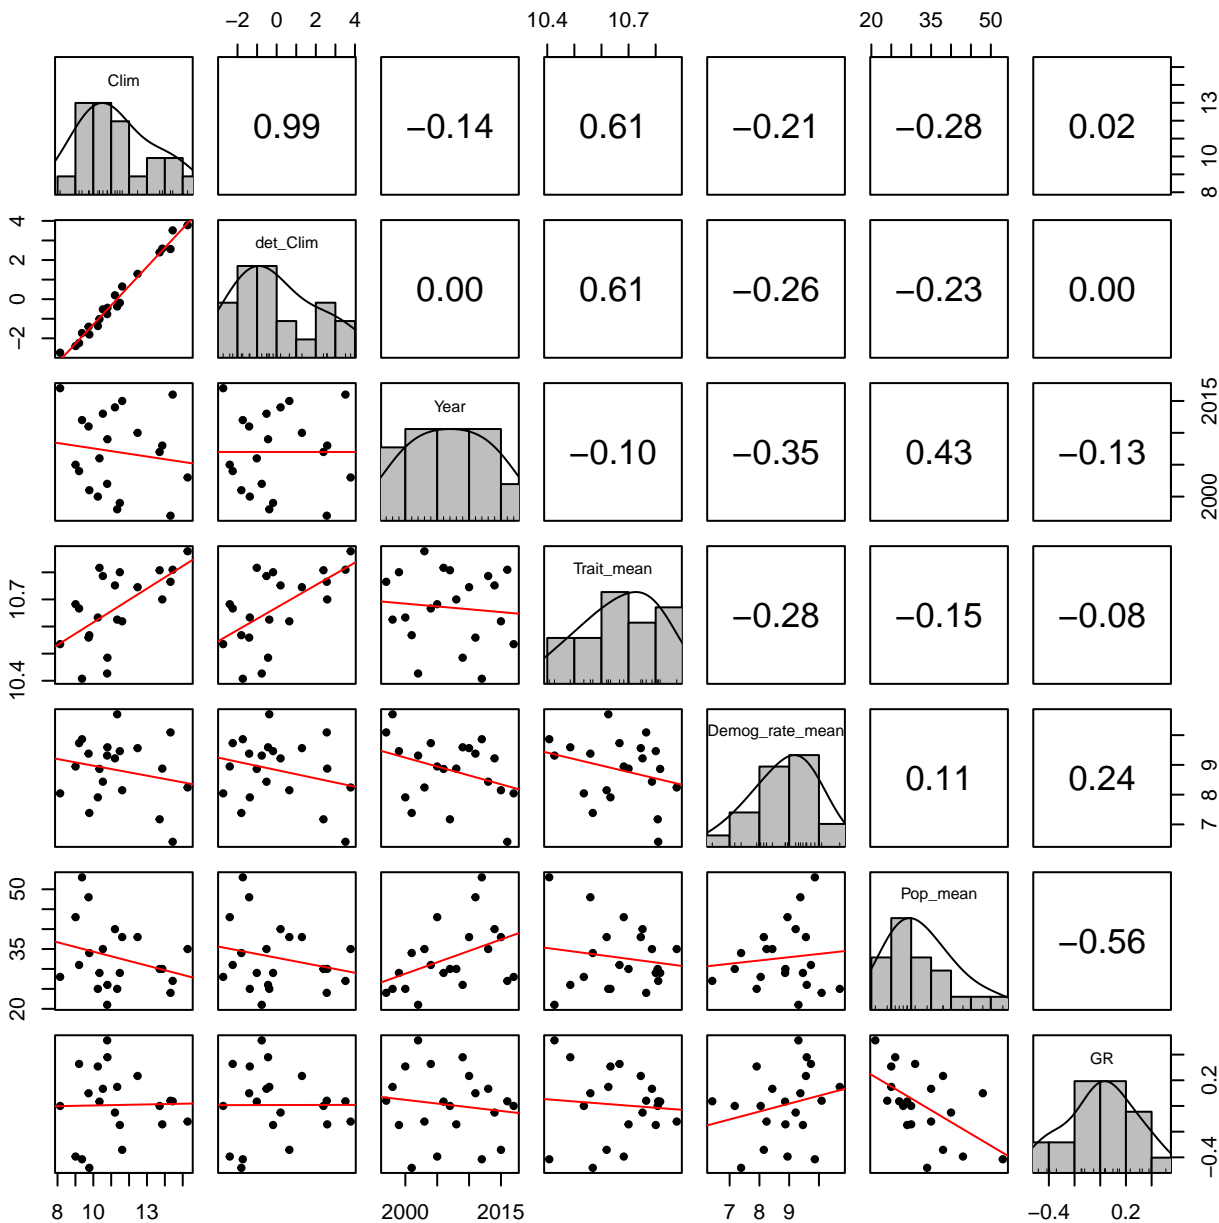 −2 0 2 4 10.4 10.7 20 35 50
Clim 0.99 −0.14 0.61 −0.21 −0.28 0.02 8 10 13
−2 0 2 4 det_Clim 0.00 0.61 −0.26 −0.23 0.00
Year −0.10 −0.35 0.43 −0.13 2000 2015
10.4 10.7 Trait_mean −0.28 −0.15 −0.08
Demog_rate_mean 0.11 0.24 7 8 9
20 35 50 Pop_mean −0.56
GR −0.4 0.2
8 10 13 2000 2015 7 8 9 −0.4 0.2